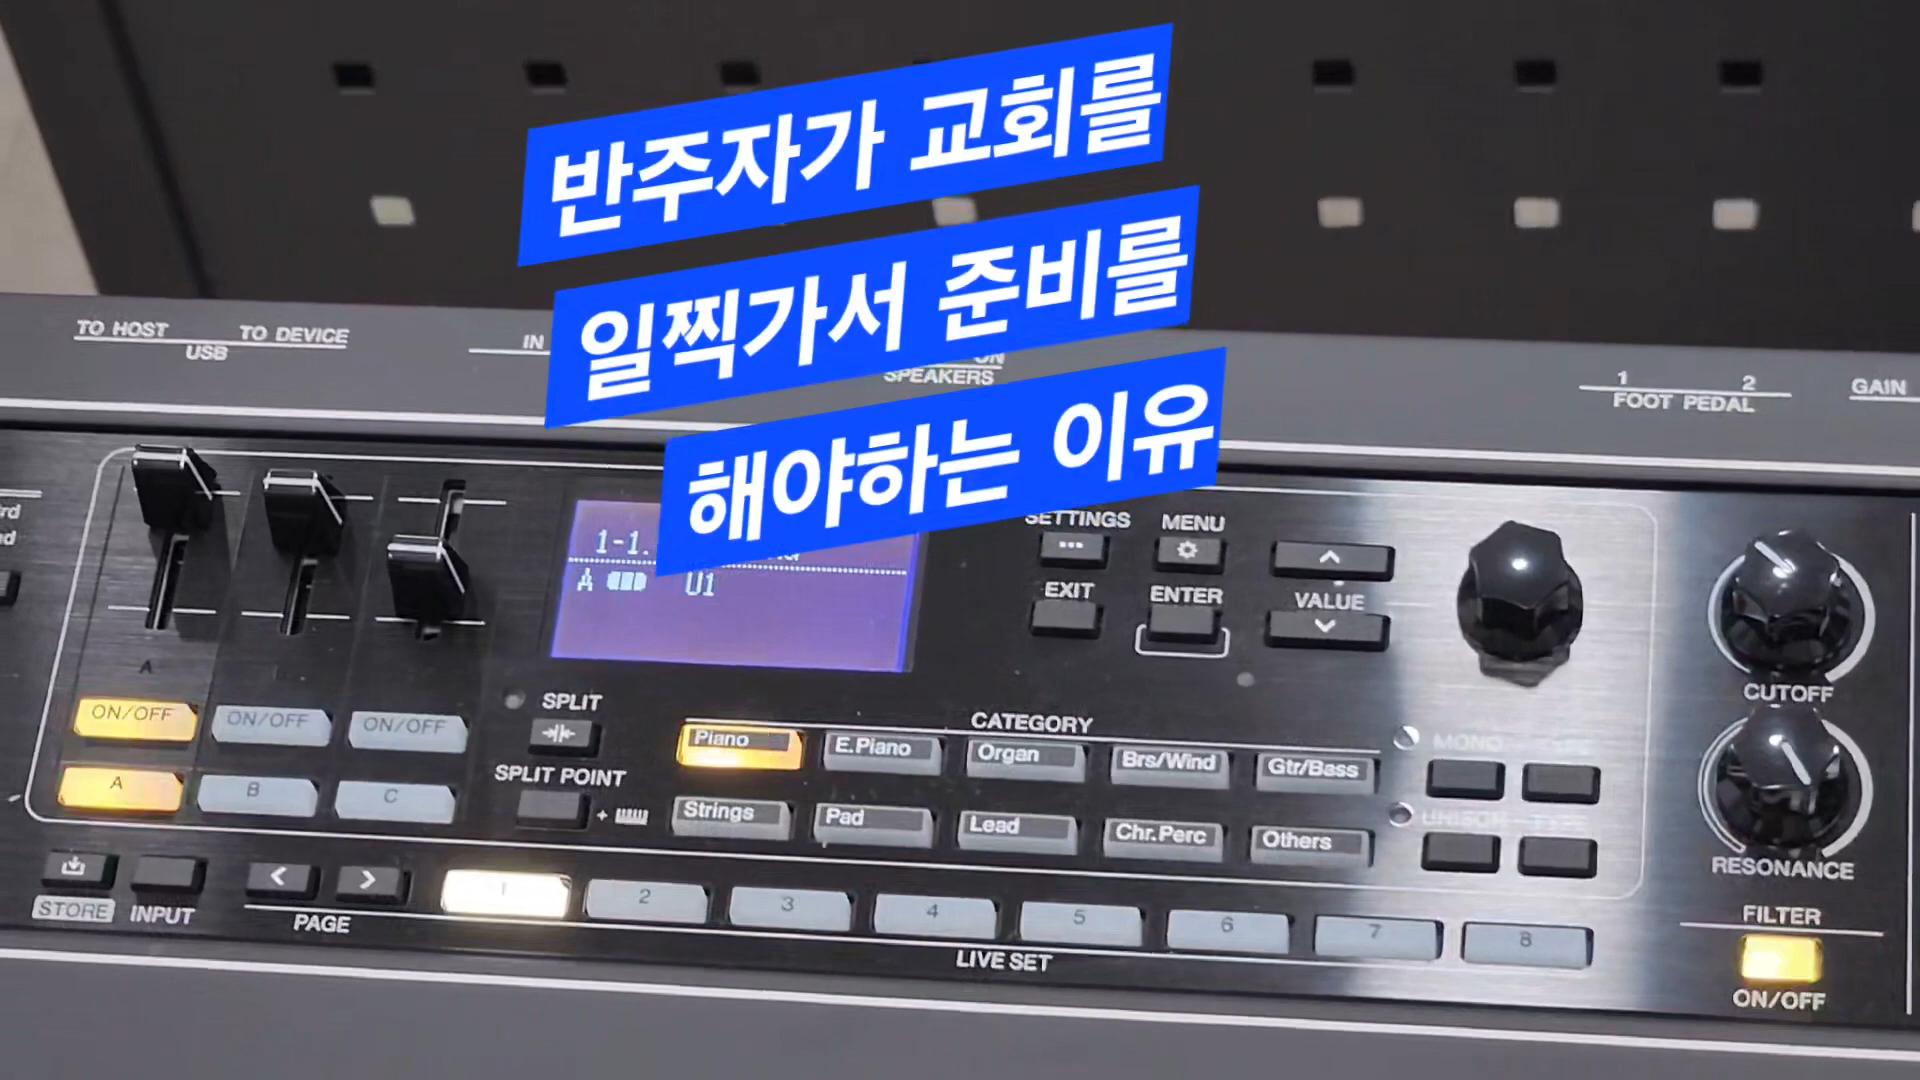 반주자가 교회를
일찍가서 준비를
해야하는 이유
TO HOST
TO DEVICE
USB
IN
ON
SPEAKERS
1
2
FOOT PEDAL
GAIN
1-1.
A
U1
SETTINGS
MENU
EXIT
ENTER
VALUE
CUTOFF
A
ON/OFF
ON/OFF
ON/OFF
SPLIT
CATEGORY
Piano
E.Piano
Organ
Brs/Wind
Gtr/Bass
MONO
A
B
C
SPLIT POINT
Strings
Pad
Lead
Chr.Perc
Others
UNISON
TYPE
RESONANCE
STORE
INPUT
PAGE
1
2
3
4
5
6
7
8
LIVE SET
FILTER
ON/OFF